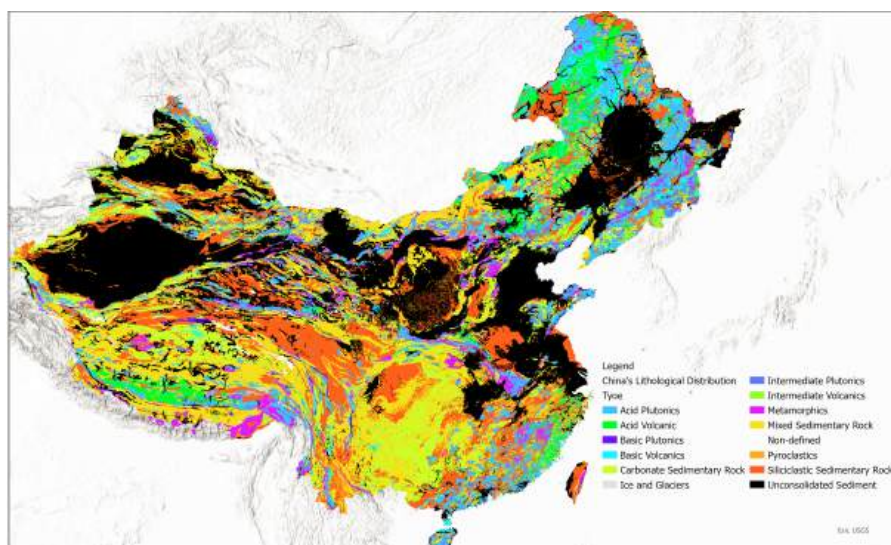 Legend
China's Lithological Distribution
Type
Acid Plutonics
Acid Volcanic
Basic Plutonics
Basic Volcanics
Carbonate Sedimentary Rock
Ice and Glaciers
Intermediate Plutonics
Intermediate Volcanics
Metamorphics
Mixed Sedimentary Rock
Non-defined
Pyroclastics
Siliciclastic Sedimentary Rock
Unconsolidated Sediment
Esri, USGS